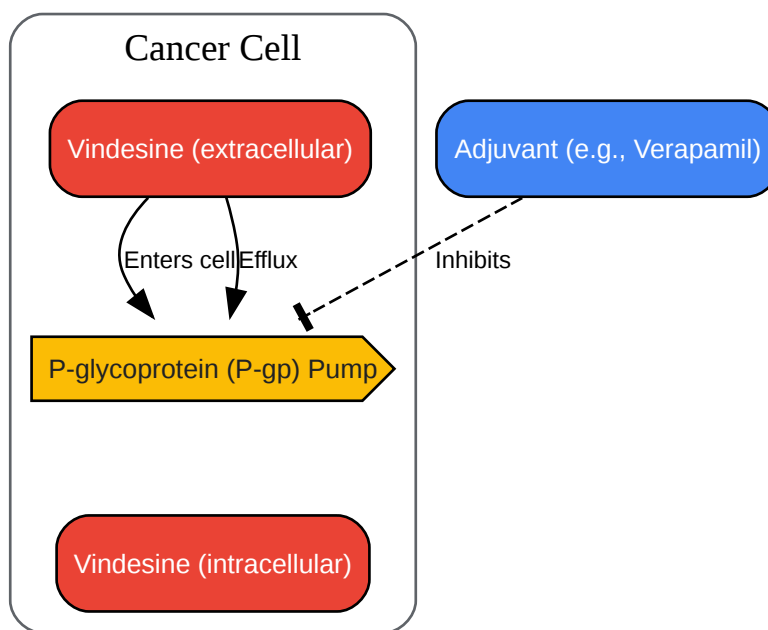 Cancer Cell
Vindesine (extracellular)
Adjuvant (e.g., Verapamil)
Enters cell
Efflux
Inhibits
P-glycoprotein (P-gp) Pump
Vindesine (intracellular)